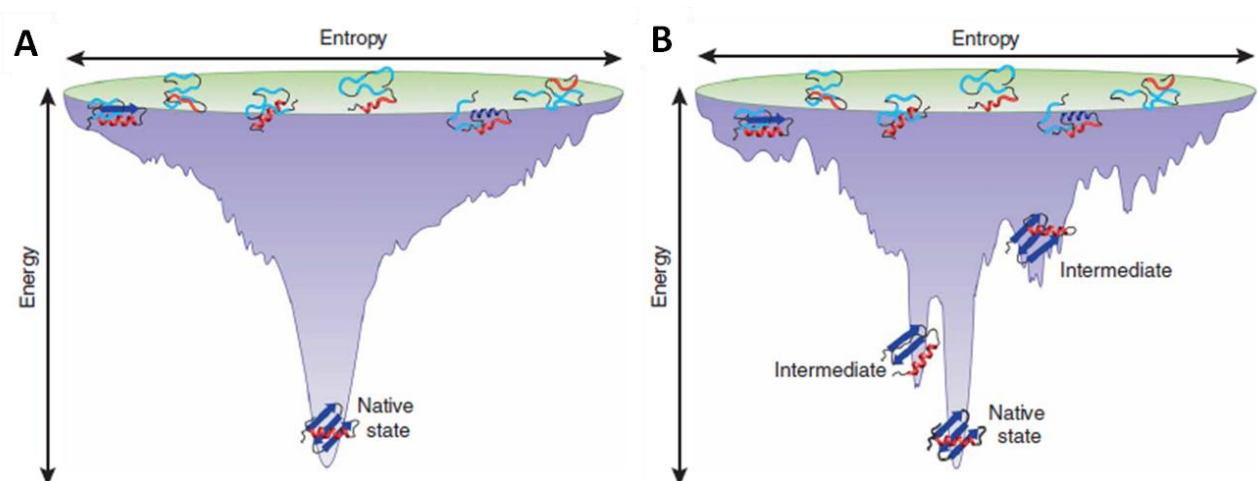 A
Entropy
Energy
Native
state
B
Entropy
Energy
Intermediate
Intermediate
Native
state